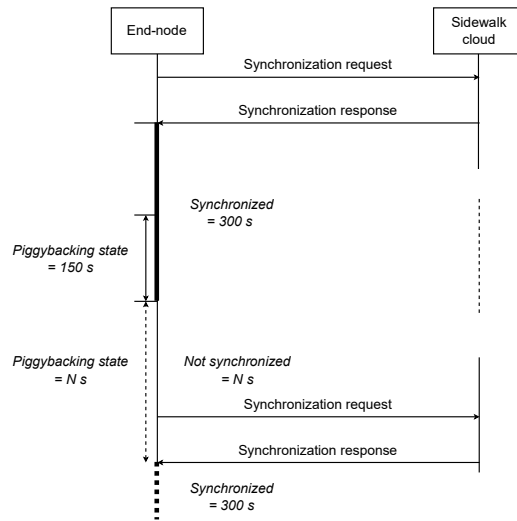 End-node
Sidewalk
cloud
Synchronization request
Synchronization response
Synchronized
= 300 s
Piggybacking state
= 150 s
Piggybacking state
= N s
Not synchronized
= N s
Synchronization request
Synchronization response
Synchronized
= 300 s